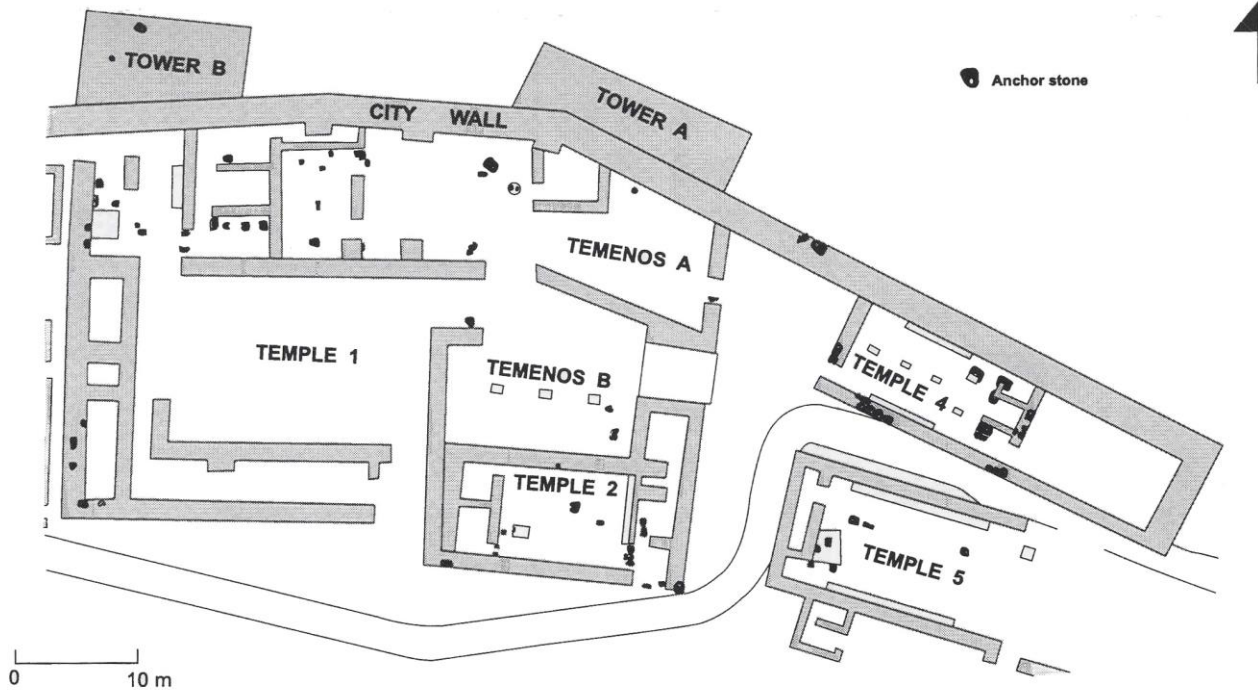 TOWER B
TOWER A
CITY WALL
Anchor stone
TEMENOS A
TEMPLE 1
TEMENOS B
TEMPLE 4
TEMPLE 2
TEMPLE 5
0 10 m